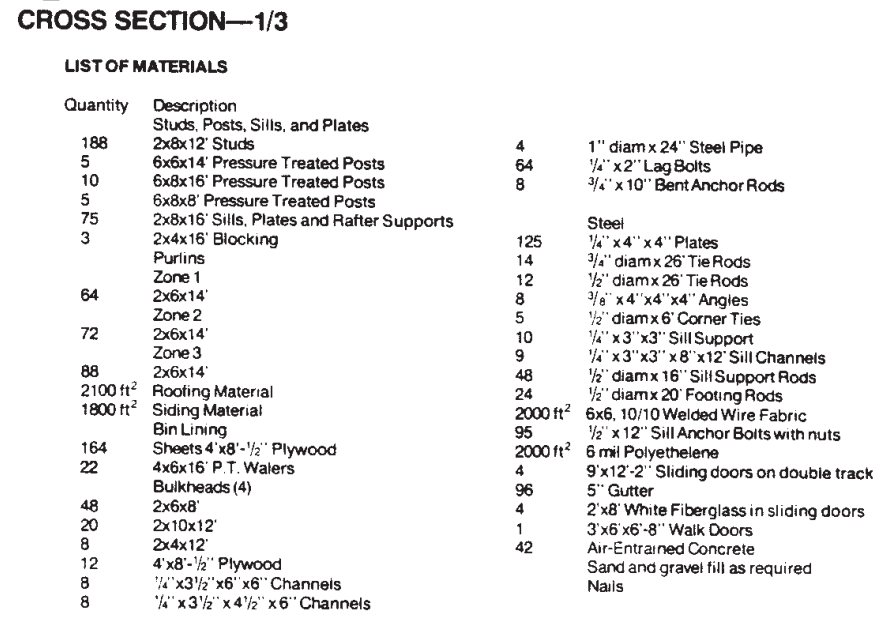 CROSS SECTION—1/3
LIST OF MATERIALS
Quantity Description
Studs, Posts, Sills, and Plates
188 2x8x12' Studs
5 6x6x14' Pressure Treated Posts
10 6x8x16' Pressure Treated Posts
5 6x8x8' Pressure Treated Posts
75 2x8x16' Sills, Plates and Rafter Supports
3 2x4x16' Blocking
Purlins
Zone 1
64 2x6x14'
Zone 2
72 2x6x14'
Zone 3
88 2x6x14'
2100 ft² Roofing Material
1800 ft² Siding Material
Bin Lining
164 Sheets 4'x8'-½'' Plywood
22 4x6x16' P.T. Walers
Bulkheads (4)
48 2x6x8'
20 2x10x12'
8 2x4x12'
12 4'x8'-½'' Plywood
8 ¼''x3½''x6''x6'' Channels
8 ¼''x3½''x4½''x6'' Channels
4 1'' diam x 24'' Steel Pipe
64 ¼''x2'' Lag Bolts
8 ¾''x10'' Bent Anchor Rods
Steel
125 ¼''x4''x4'' Plates
14 ¾'' diam x 26' Tie Rods
12 ½'' diam x 26' Tie Rods
8 ⅜''x4''x4''x4'' Angles
5 ½'' diam x 6' Corner Ties
10 ¼''x3''x3'' Sill Support
9 ¼''x3''x3''x8''x12' Sill Channels
48 ½'' diam x 16'' Sill Support Rods
24 ½'' diam x 20' Footing Rods
2000 ft² 6x6, 10/10 Welded Wire Fabric
95 ½''x12'' Sill Anchor Bolts with nuts
2000 ft² 6 mil Polyethelene
4 9'x12'-2'' Sliding doors on double track
96 5'' Gutter
4 2'x8' White Fiberglass in sliding doors
1 3'x6'x6'-8'' Walk Doors
42 Air-Entrained Concrete
Sand and gravel fill as required
Nails